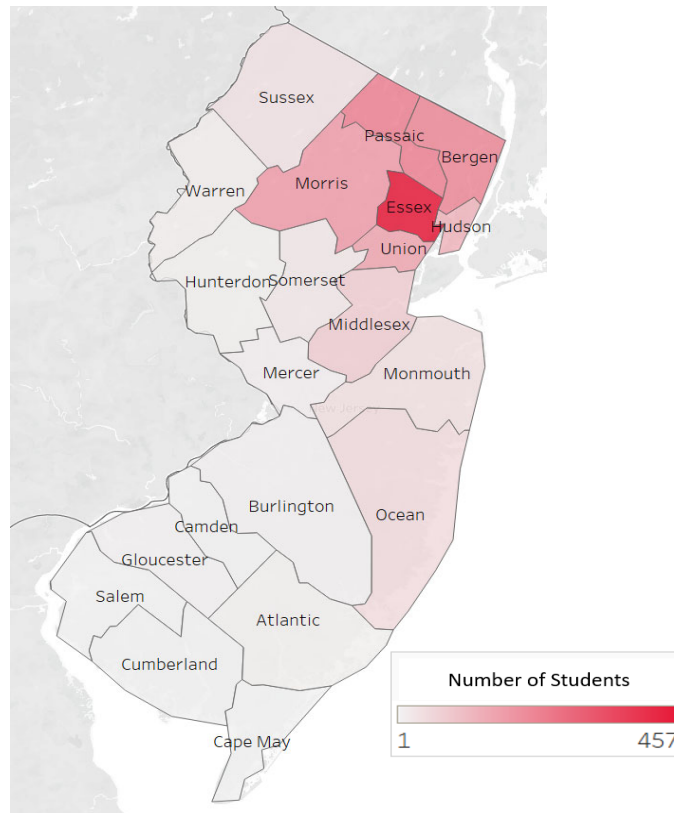 Sussex
Passaic
Bergen
Warren
Morris
Essex
Hudson
Union
Hunterdon
Somerset
Middlesex
Mercer
Monmouth
Burlington
Ocean
Camden
Gloucester
Salem
Atlantic
Cumberland
Cape May
Number of Students
1
457